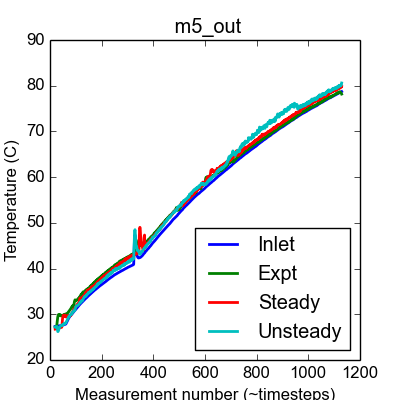 m5_out
90
80
70
60
50
40
30
20
0
200
400
600
800
1000
1200
Temperature (C)
Measurement number (~timesteps)
Inlet
Expt
Steady
Unsteady